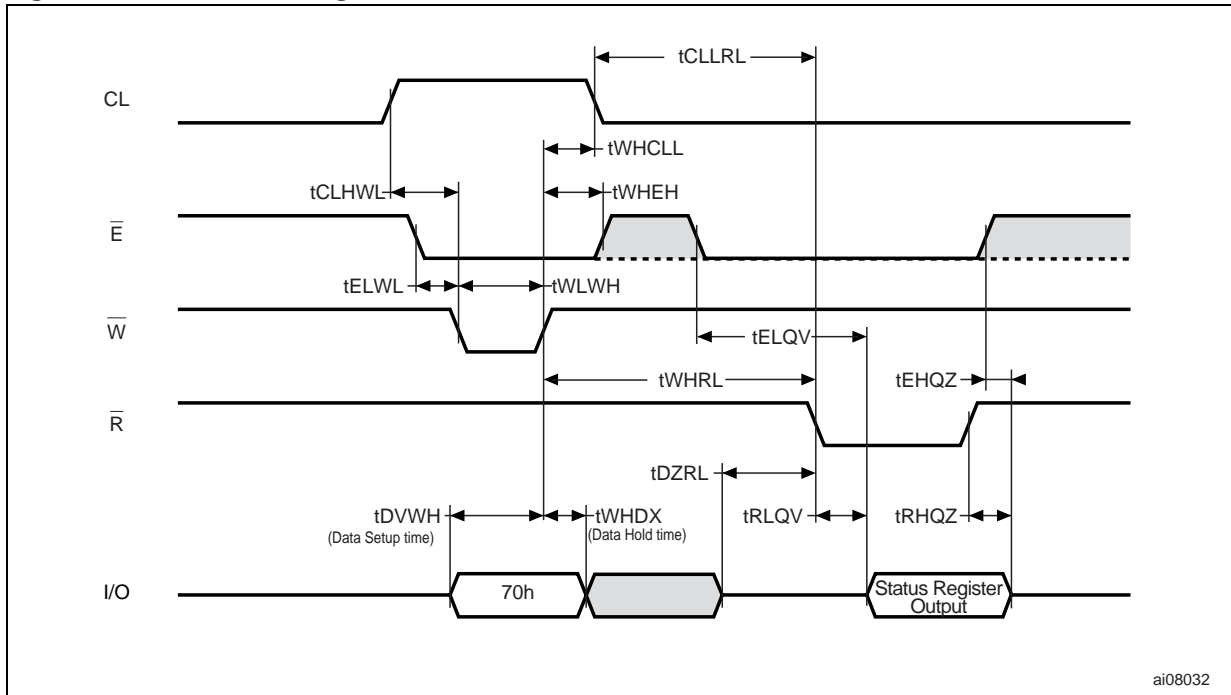 tCLLRL
CL
tWHCLL
tCLHWL
tWHEH
E
tELWL
tWLWH
W
tELQV
tWHRL
tEHQZ
R
tDZRL
tDVWH
(Data Setup time)
tWHDX
(Data Hold time)
tRLQV
tRHQZ
I/O
70h
Status Register
Output
ai08032